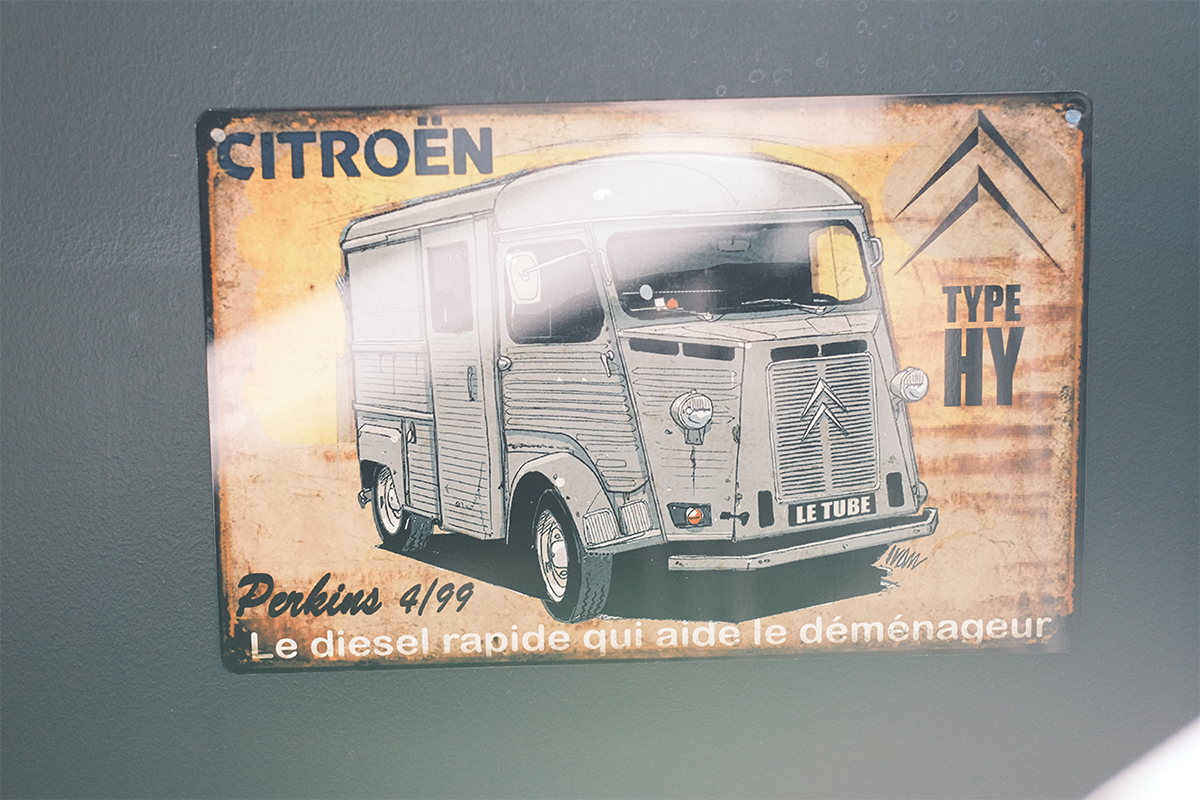 CITROËN
TYPE
HY
LE TUBE
Perkins 4/99
Le diesel rapide qui aide le déménageur